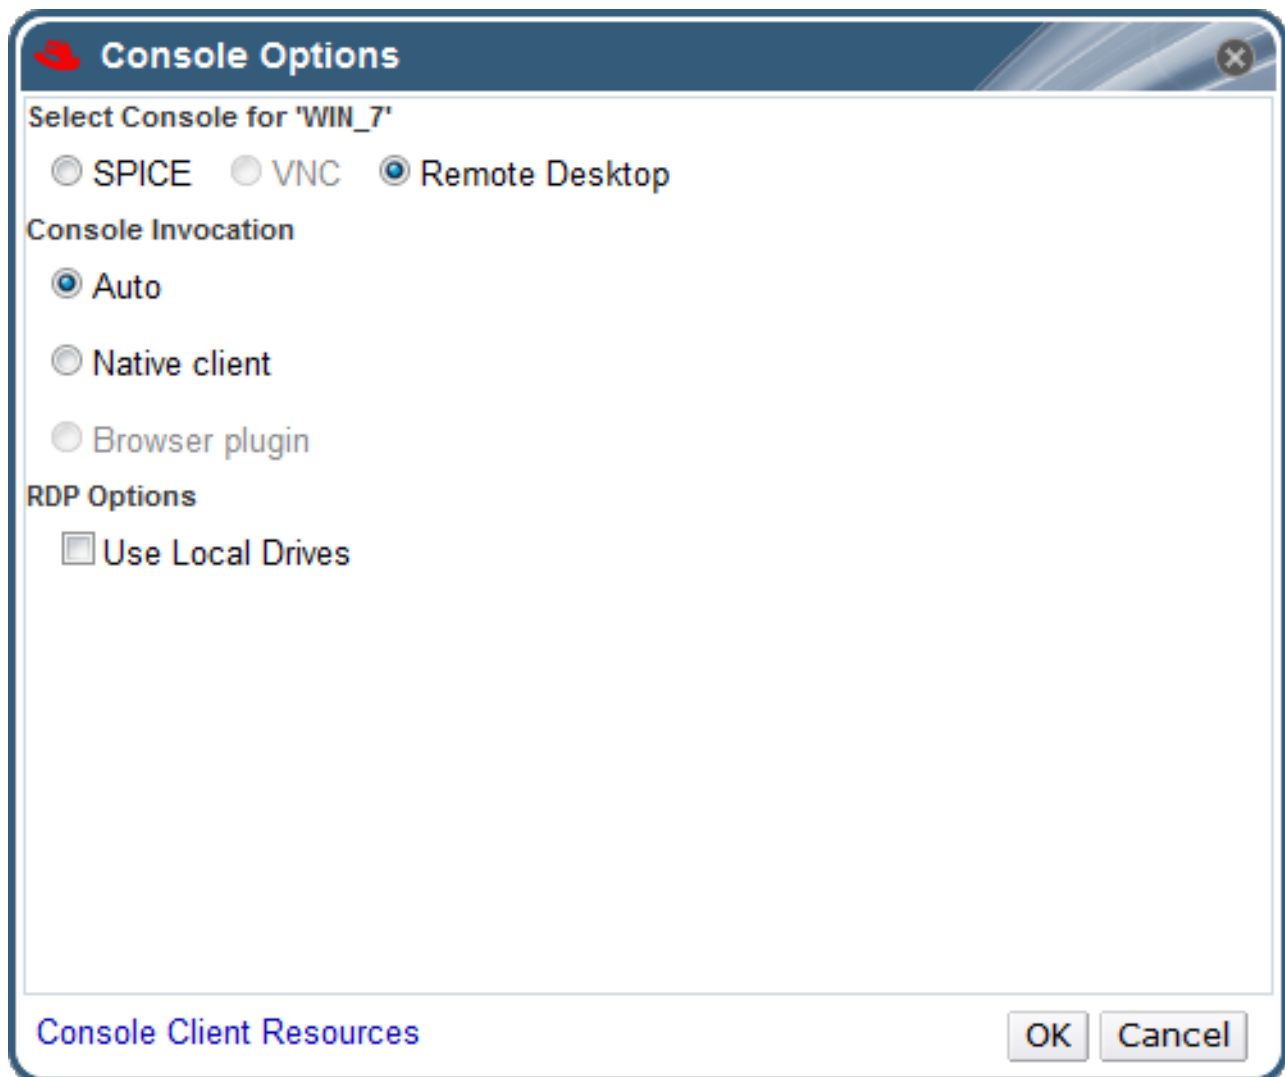 Console Options
Select Console for 'WIN_7'
SPICE VNC Remote Desktop
Console Invocation
Auto
Native client
Browser plugin
RDP Options
Use Local Drives
Console Client Resources OK Cancel